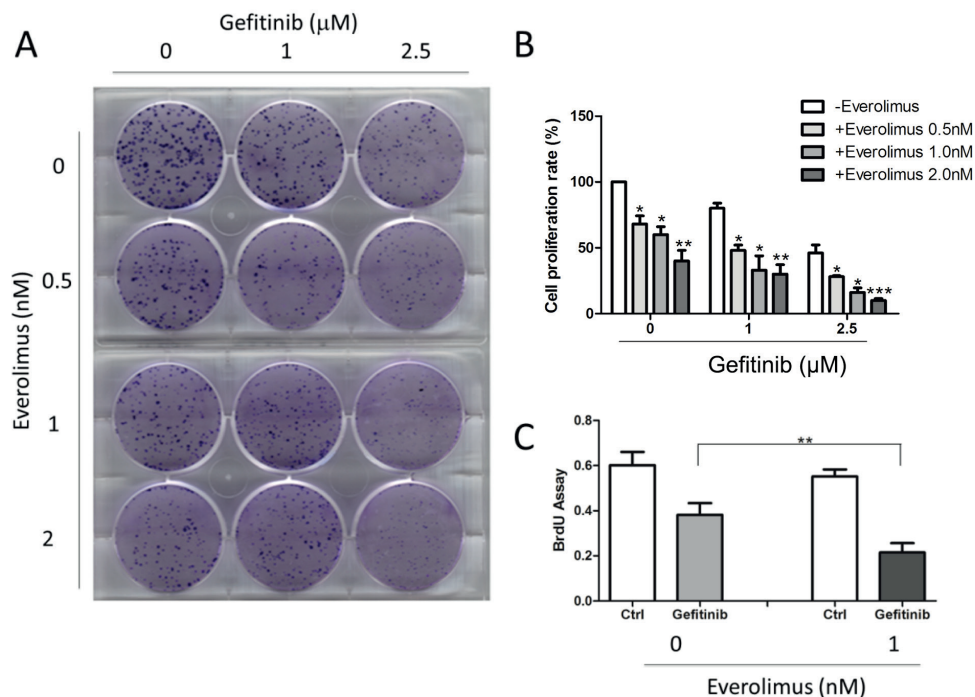 A
Gefitinib (μM)
0 1 2.5
Everolimus (nM)
0
0.5
1
2
B
-Everolimus
+Everolimus 0.5nM
+Everolimus 1.0nM
+Everolimus 2.0nM
Cell proliferation rate (%)
150
100
50
0
* * **
* * **
* * ***
0 1 2.5
Gefitinib (μM)
C
BrdU Assay
0.8
0.6
0.4
0.2
0.0
**
Ctrl Gefitinib Ctrl Gefitinib
0 1
Everolimus (nM)